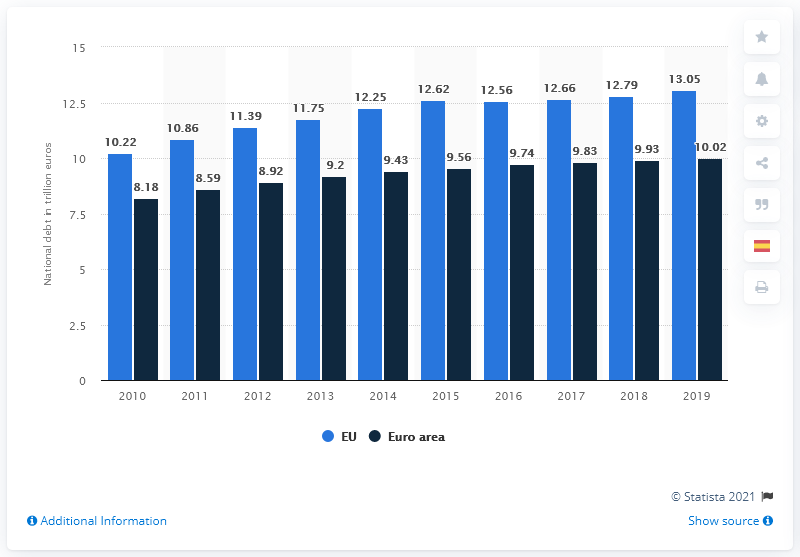 15
12.5
10
7.5
5
2.5
0
National debt in trillion euros
10.22 10.86 11.39 11.75 12.25 12.62 12.56 12.66 12.79 13.05
8.18 8.59 8.92 9.2 9.43 9.56 9.74 9.83 9.93 10.02
2010 2011 2012 2013 2014 2015 2016 2017 2018 2019
EU Euro area
© Statista 2021
Additional Information Show source